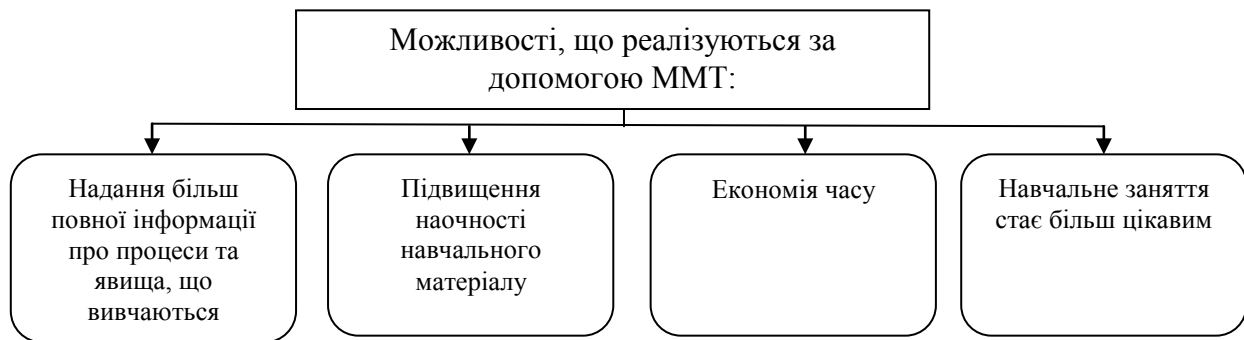 Можливості, що реалізуються за
допомогою ММТ:
Надання більш
повної інформації
про процеси та
явища, що
вивчаються
Підвищення
наочності
навчального
матеріалу
Економія часу
Навчальне заняття
стає більш цікавим